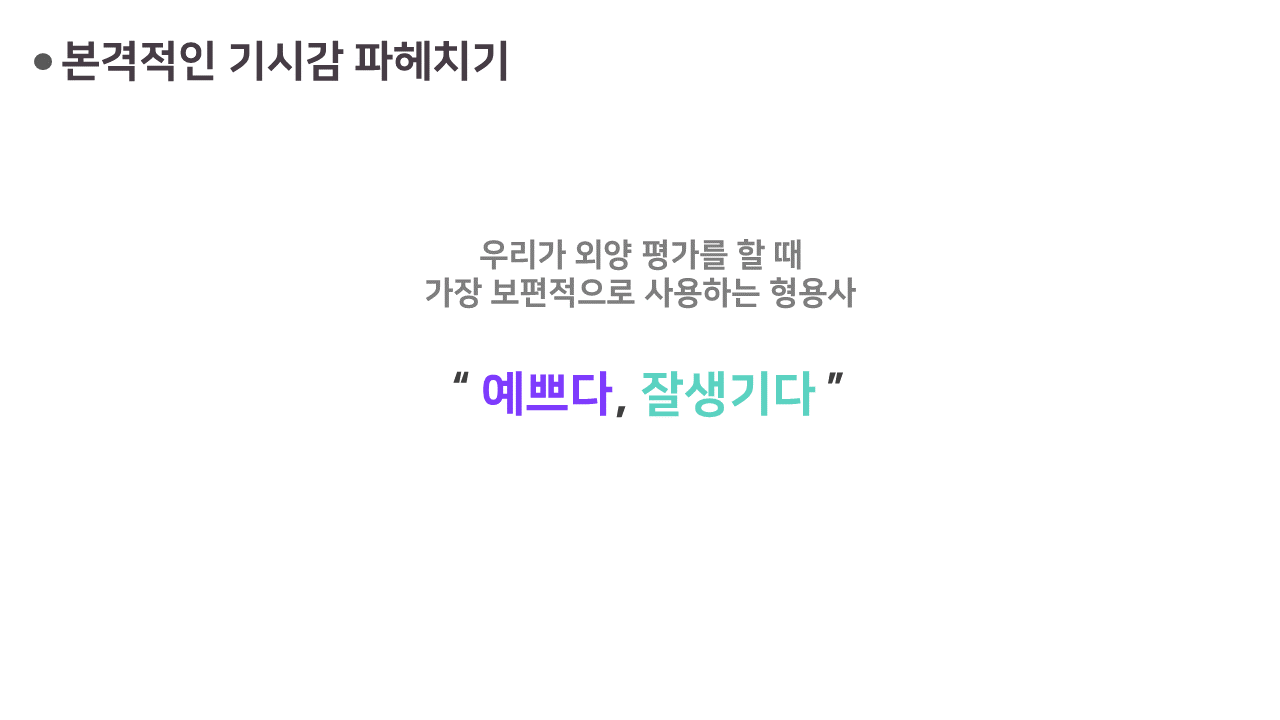 ● 본격적인 기시감 파헤치기
우리가 외양 평가를 할 때
가장 보편적으로 사용하는 형용사
“ 예쁘다, 잘생기다 ”